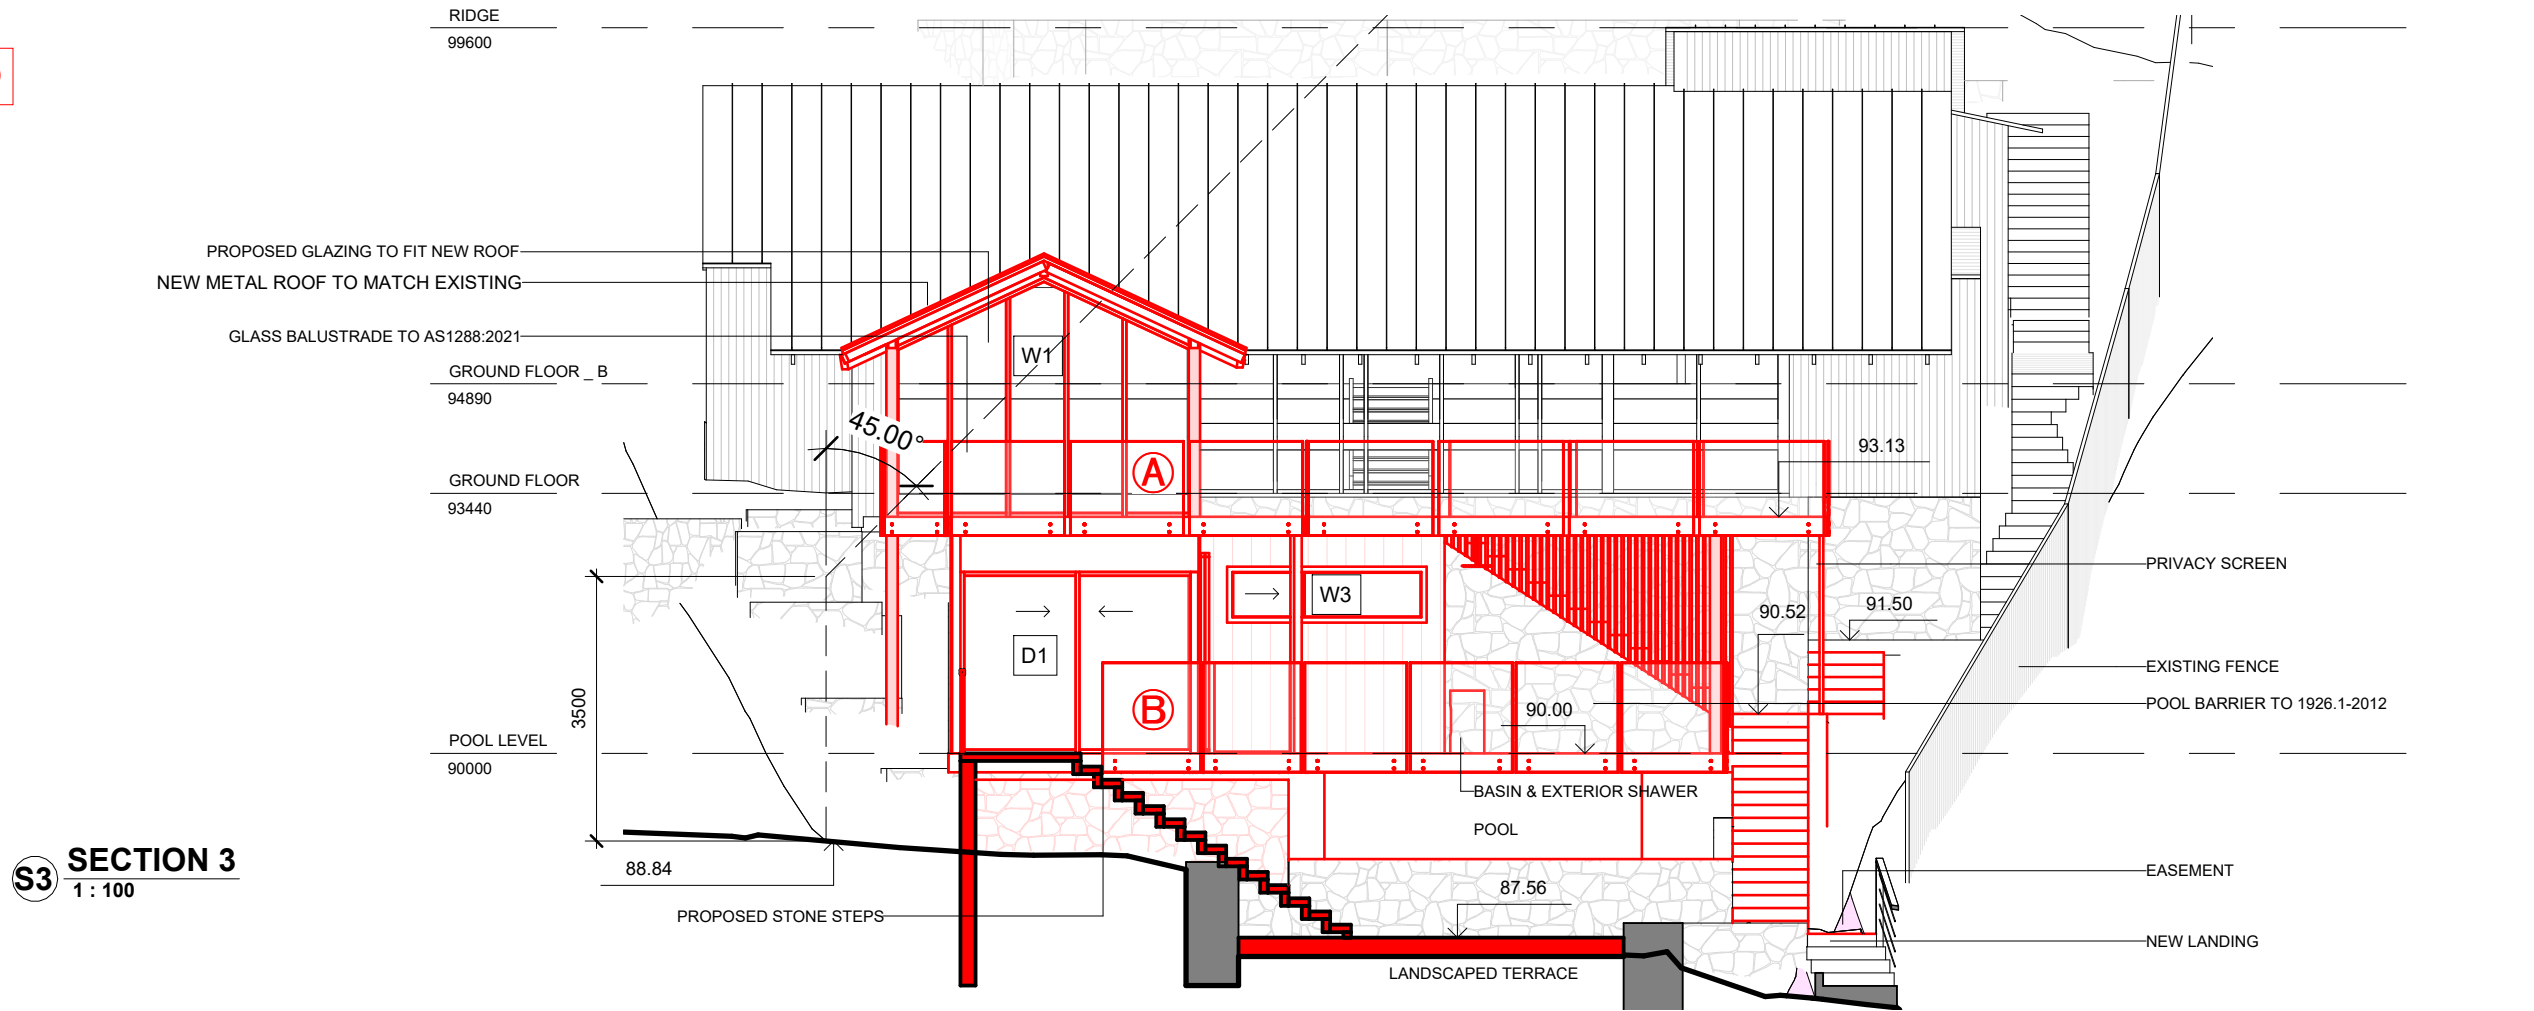 RIDGE
99600
PROPOSED GLAZING TO FIT NEW ROOF
NEW METAL ROOF TO MATCH EXISTING
GLASS BALUSTRADE TO AS1288:2021
W1
GROUND FLOOR _ B
94890
45.00°
93.13
A
GROUND FLOOR
93440
PRIVACY SCREEN
W3
90.52
91.50
D1
EXISTING FENCE
3500
B
90.00
POOL BARRIER TO 1926.1-2012
POOL LEVEL
90000
BASIN & EXTERIOR SHAWER
POOL
S3
SECTION 3
1 : 100
88.84
87.56
EASEMENT
PROPOSED STONE STEPS
NEW LANDING
LANDSCAPED TERRACE